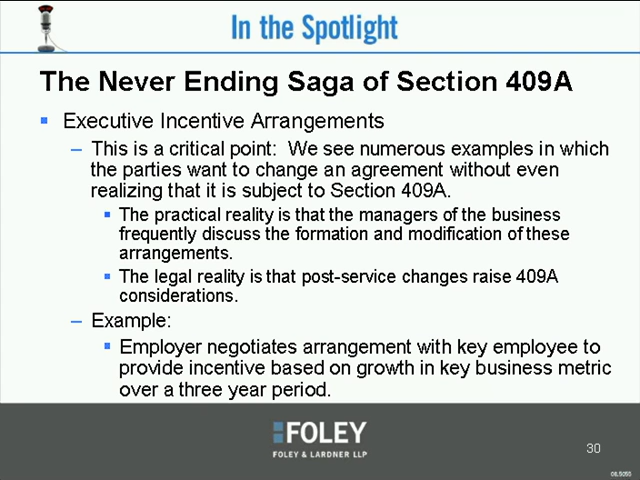 In the Spotlight
The Never Ending Saga of Section 409A
▪ Executive Incentive Arrangements
– This is a critical point: We see numerous examples in which
the parties want to change an agreement without even
realizing that it is subject to Section 409A.
▪ The practical reality is that the managers of the business
frequently discuss the formation and modification of these
arrangements.
▪ The legal reality is that post-service changes raise 409A
considerations.
– Example:
▪ Employer negotiates arrangement with key employee to
provide incentive based on growth in key business metric
over a three year period.
FOLEY
FOLEY & LARDNER LLP
30